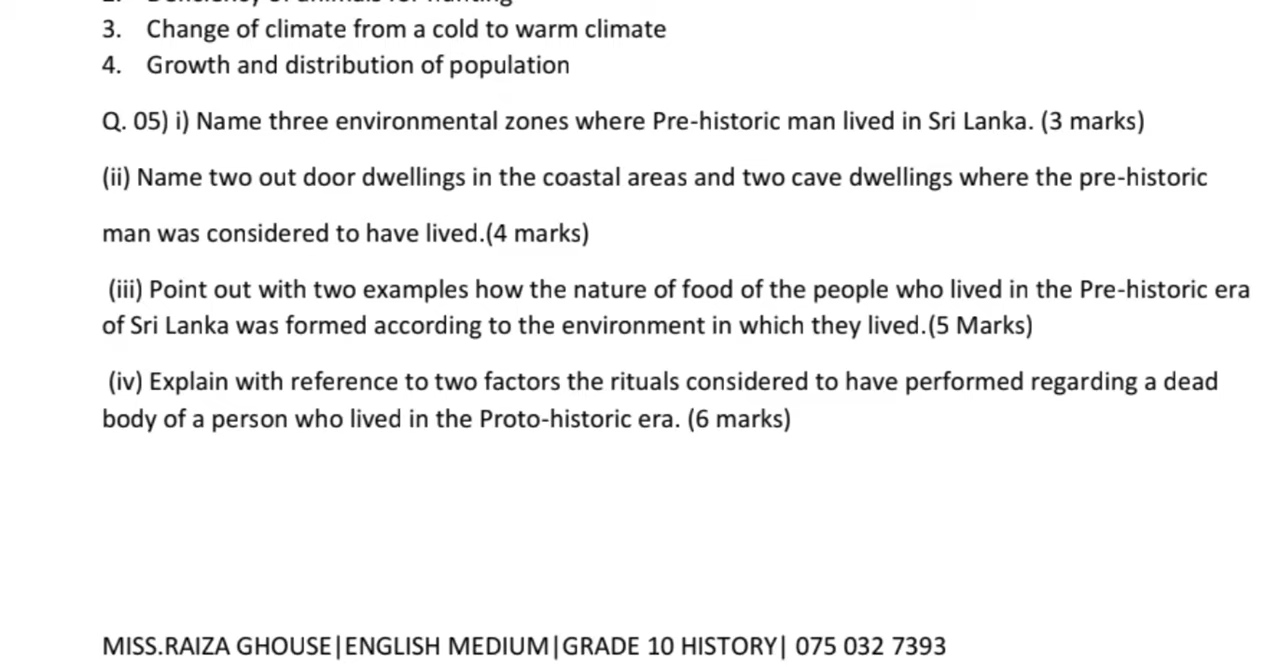 2. Deficiency of animals for hunting
3. Change of climate from a cold to warm climate
4. Growth and distribution of population
Q. 05) i) Name three environmental zones where Pre-historic man lived in Sri Lanka. (3 marks)
(ii) Name two out door dwellings in the coastal areas and two cave dwellings where the pre-historic
man was considered to have lived.(4 marks)
(iii) Point out with two examples how the nature of food of the people who lived in the Pre-historic era
of Sri Lanka was formed according to the environment in which they lived.(5 Marks)
(iv) Explain with reference to two factors the rituals considered to have performed regarding a dead
body of a person who lived in the Proto-historic era. (6 marks)
MISS.RAIZA GHOUSE|ENGLISH MEDIUM|GRADE 10 HISTORY| 075 032 7393